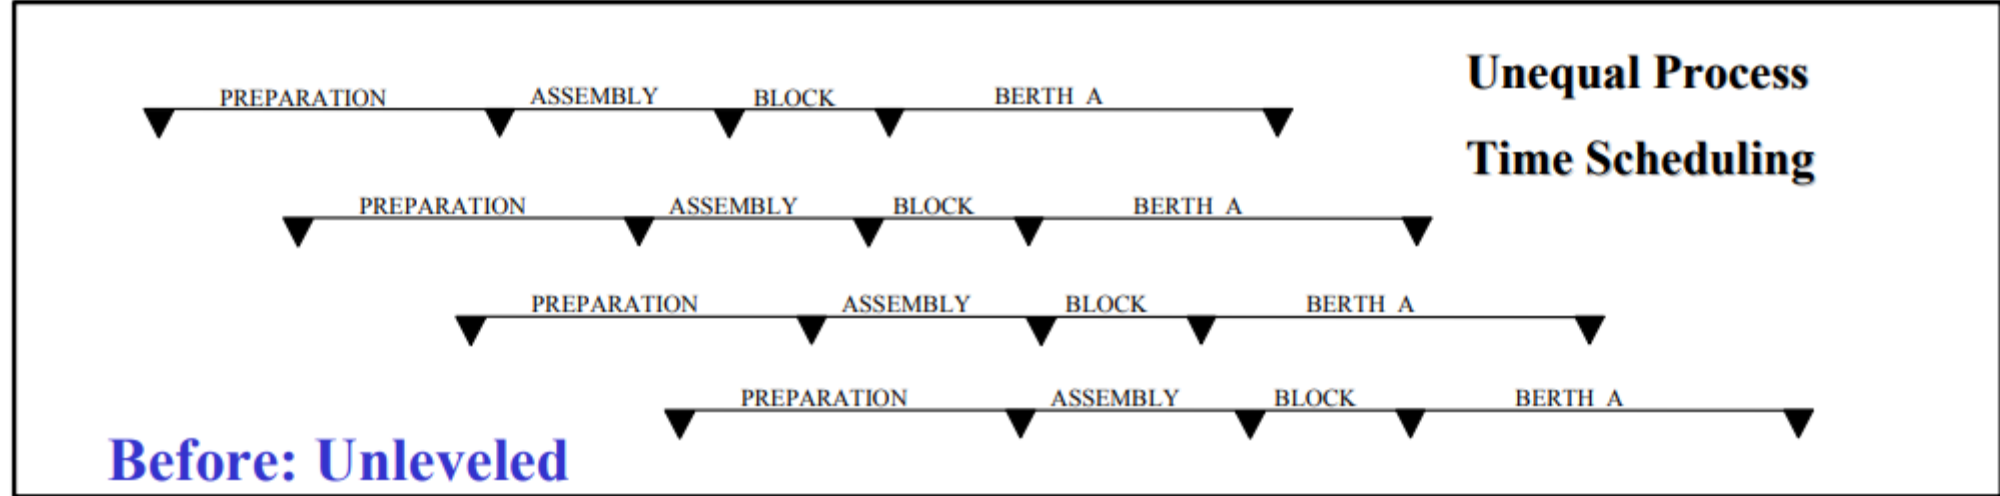 PREPARATION ASSEMBLY BLOCK BERTH A
Unequal Process
Time Scheduling
PREPARATION ASSEMBLY BLOCK BERTH A
PREPARATION ASSEMBLY BLOCK BERTH A
PREPARATION ASSEMBLY BLOCK BERTH A
Before: Unleveled